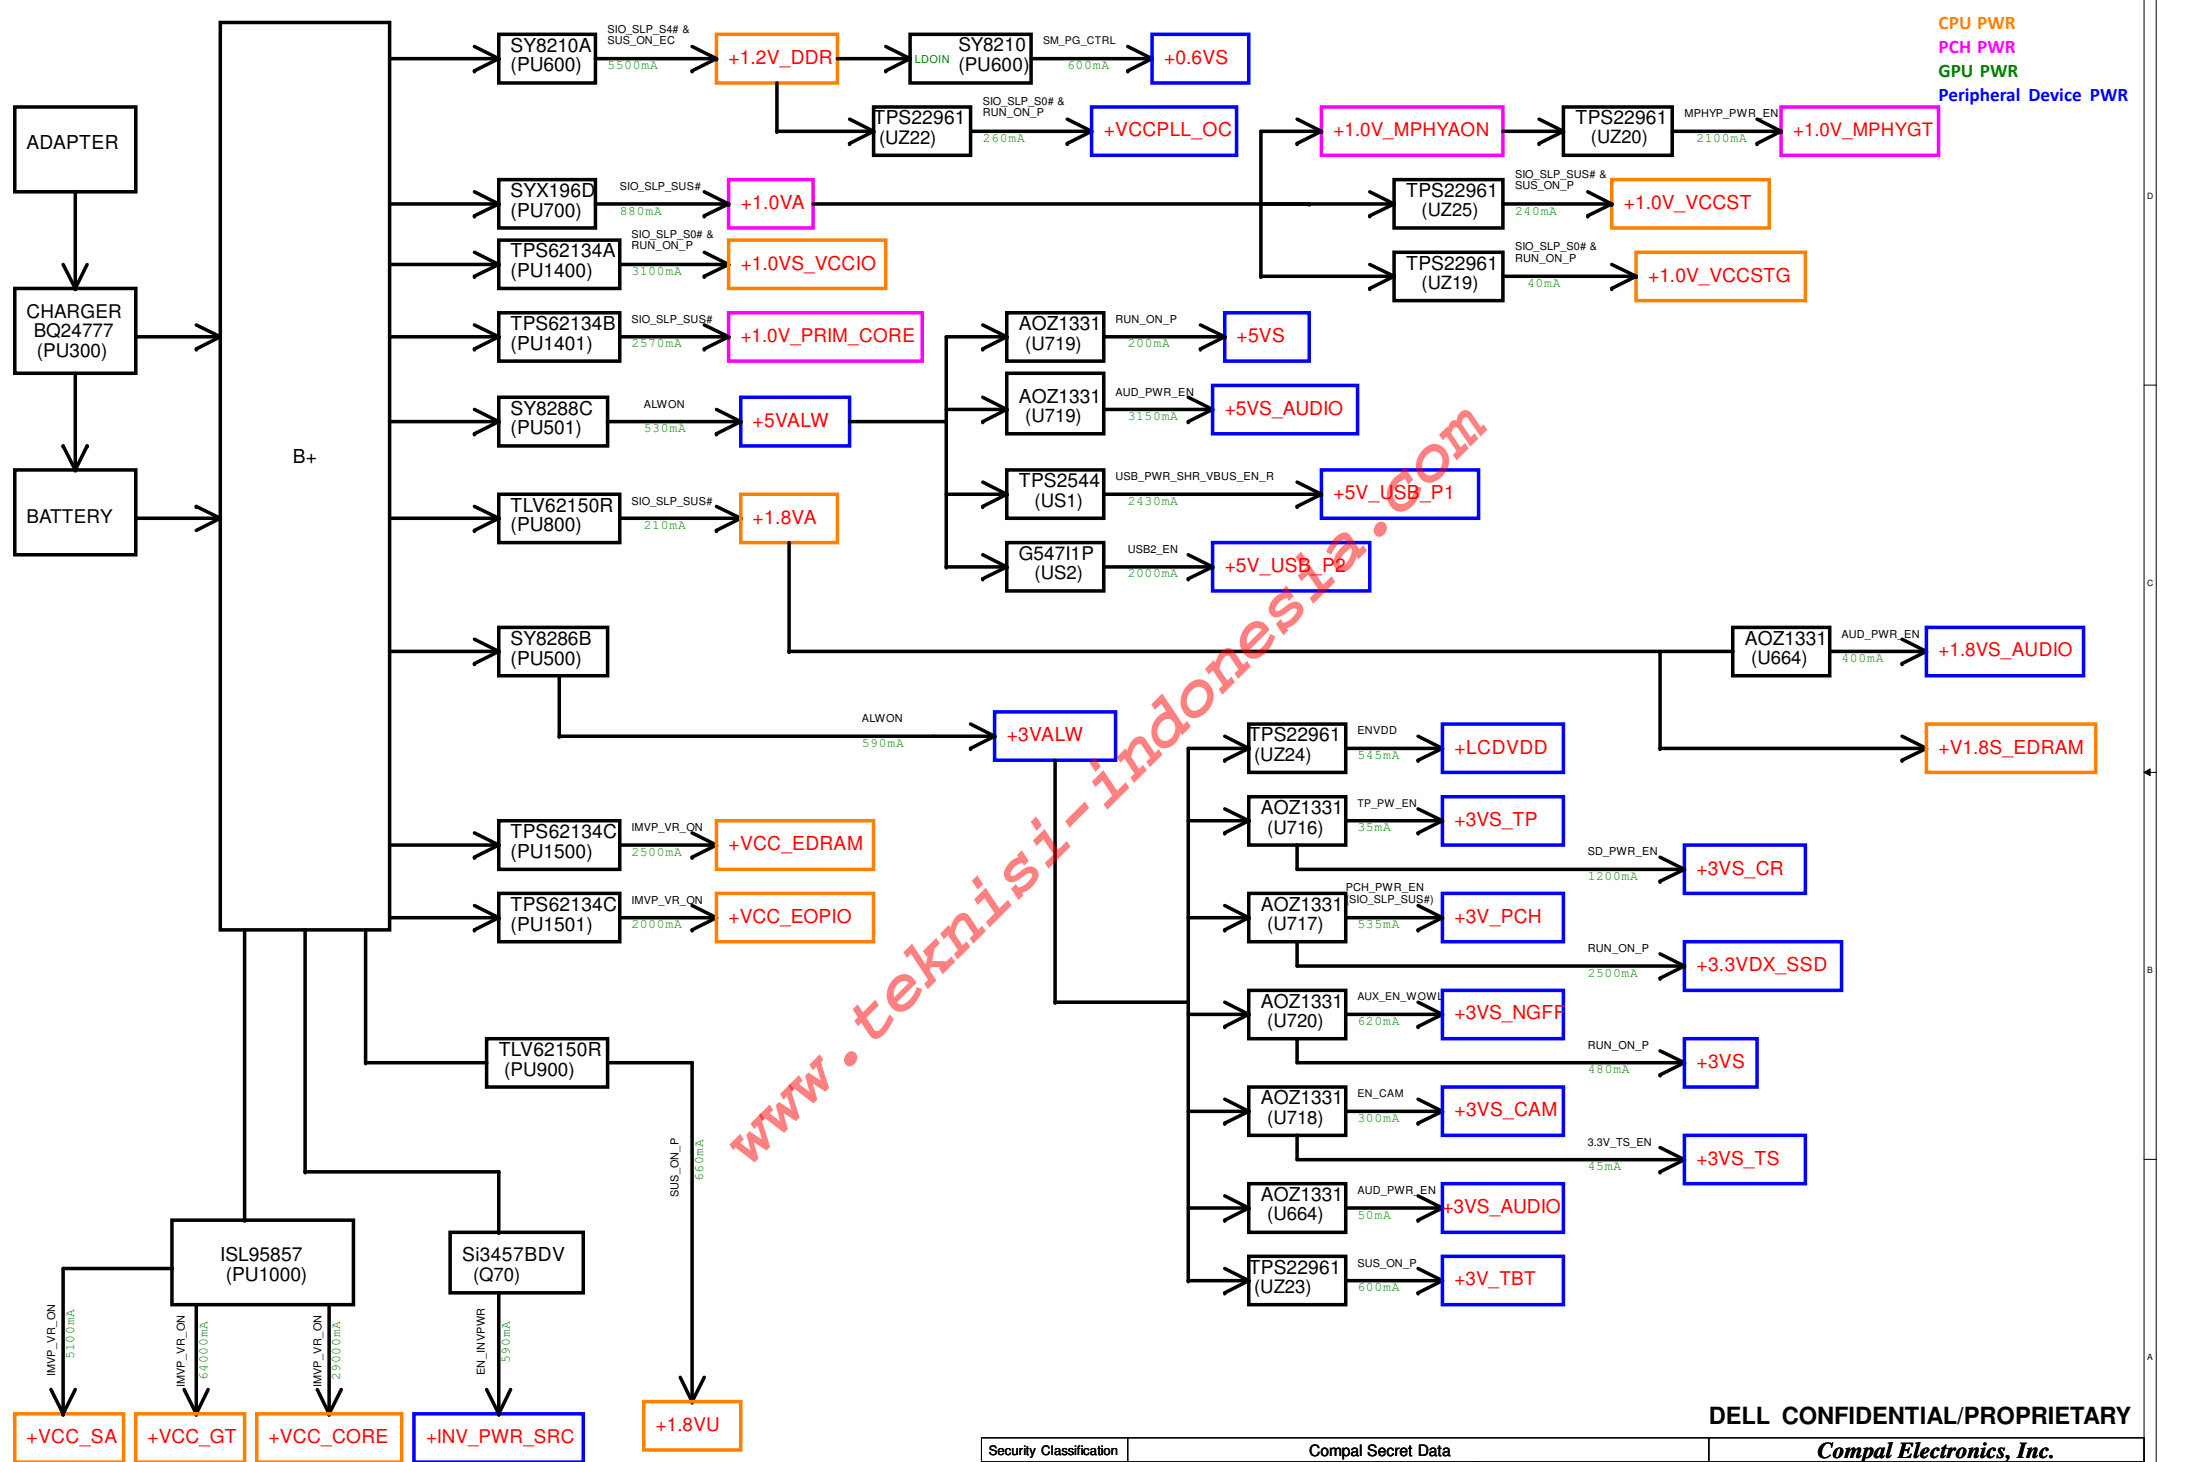 CPU PWR
PCH PWR
GPU PWR
Peripheral Device PWR
ADAPTER
CHARGER
BQ24777
(PU300)
BATTERY
B+
SY8210A
(PU600)
SIO_SLP_S4# &
SUS_ON_EC
5500mA
+1.2V_DDR
LDOIN
SY8210
(PU600)
SM_PG_CTRL
600mA
+0.6VS
TPS22961
(UZ22)
SIO_SLP_S0# &
RUN_ON_P
260mA
+VCCPLL_OC
+1.0V_MPHYAON
TPS22961
(UZ20)
MPHYP_PWR_EN
2100mA
+1.0V_MPHYGT
SYX196D
(PU700)
SIO_SLP_SUS#
880mA
+1.0VA
TPS22961
(UZ25)
SIO_SLP_SUS# &
SUS_ON_P
240mA
+1.0V_VCCST
TPS62134A
(PU1400)
SIO_SLP_S0# &
RUN_ON_P
3100mA
+1.0VS_VCCIO
TPS22961
(UZ19)
SIO_SLP_S0# &
RUN_ON_P
40mA
+1.0V_VCCSTG
TPS62134B
(PU1401)
SIO_SLP_SUS#
2570mA
+1.0V_PRIM_CORE
AOZ1331
(U719)
RUN_ON_P
200mA
+5VS
SY8288C
(PU501)
ALWON
530mA
+5VALW
AOZ1331
(U719)
AUD_PWR_EN
3150mA
+5VS_AUDIO
TPS2544
(US1)
USB_PWR_SHR_VBUS_EN_R
2430mA
+5V_USB_P1
TLV62150R
(PU800)
SIO_SLP_SUS#
210mA
+1.8VA
G547I1P
(US2)
USB2_EN
2000mA
+5V_USB_P2
SY8286B
(PU500)
AOZ1331
(U664)
AUD_PWR_EN
400mA
+1.8VS_AUDIO
ALWON
590mA
+3VALW
TPS22961
(UZ24)
ENVDD
545mA
+LCDVDD
+V1.8S_EDRAM
AOZ1331
(U716)
TP_PW_EN
35mA
+3VS_TP
TPS62134C
(PU1500)
IMVP_VR_ON
2500mA
+VCC_EDRAM
SD_PWR_EN
1200mA
+3VS_CR
TPS62134C
(PU1501)
IMVP_VR_ON
2000mA
+VCC_EOPIO
AOZ1331
(U717)
PCH_PWR_EN
(SIO_SLP_SUS#)
535mA
+3V_PCH
RUN_ON_P
2500mA
+3.3VDX_SSD
AOZ1331
(U720)
AUX_EN_WOWL
620mA
+3VS_NGFF
RUN_ON_P
480mA
+3VS
TLV62150R
(PU900)
SUS_ON_P
660mA
AOZ1331
(U718)
EN_CAM
300mA
+3VS_CAM
3.3V_TS_EN
45mA
+3VS_TS
AOZ1331
(U664)
AUD_PWR_EN
50mA
+3VS_AUDIO
TPS22961
(UZ23)
SUS_ON_P
600mA
+3V_TBT
ISL95857
(PU1000)
Si3457BDV
(Q70)
IMVP_VR_ON
5100mA
IMVP_VR_ON
64000mA
IMVP_VR_ON
29000mA
EN_INVPWR
590mA
+VCC_SA
+VCC_GT
+VCC_CORE
+INV_PWR_SRC
+1.8VU
www.teknisi-indonesia.com
D
C
B
A
DELL CONFIDENTIAL/PROPRIETARY
Security Classification
Compal Secret Data
Compal Electronics, Inc.